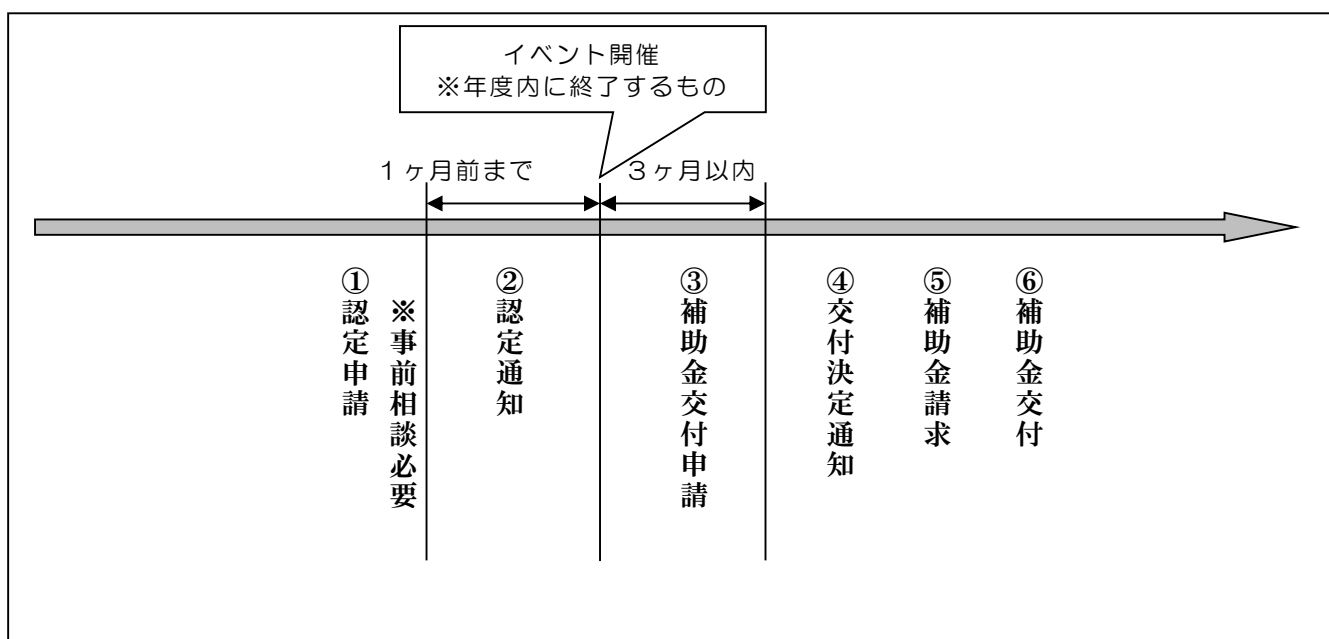 イベント開催
※年度内に終了するもの
１ヶ月前まで
３ヶ月以内
①認定申請
※事前相談必要
②認定通知
③補助金交付申請
④交付決定通知
⑤補助金請求
⑥補助金交付